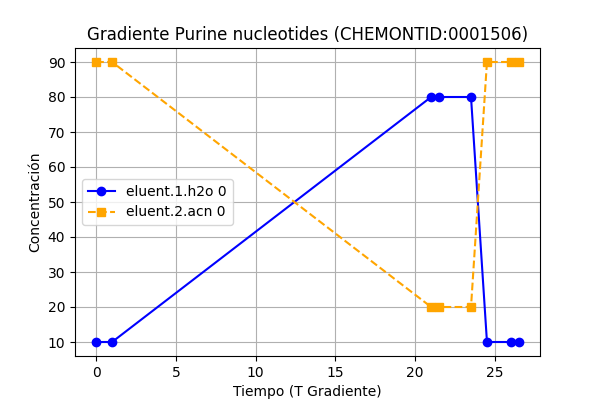 Gradiente Purine nucleotides (CHEMONTID:0001506)
90
80
70
60
50
40
30
20
10
Concentración
eluent.1.h2o 0
eluent.2.acn 0
0 5 10 15 20 25
Tiempo (T Gradiente)